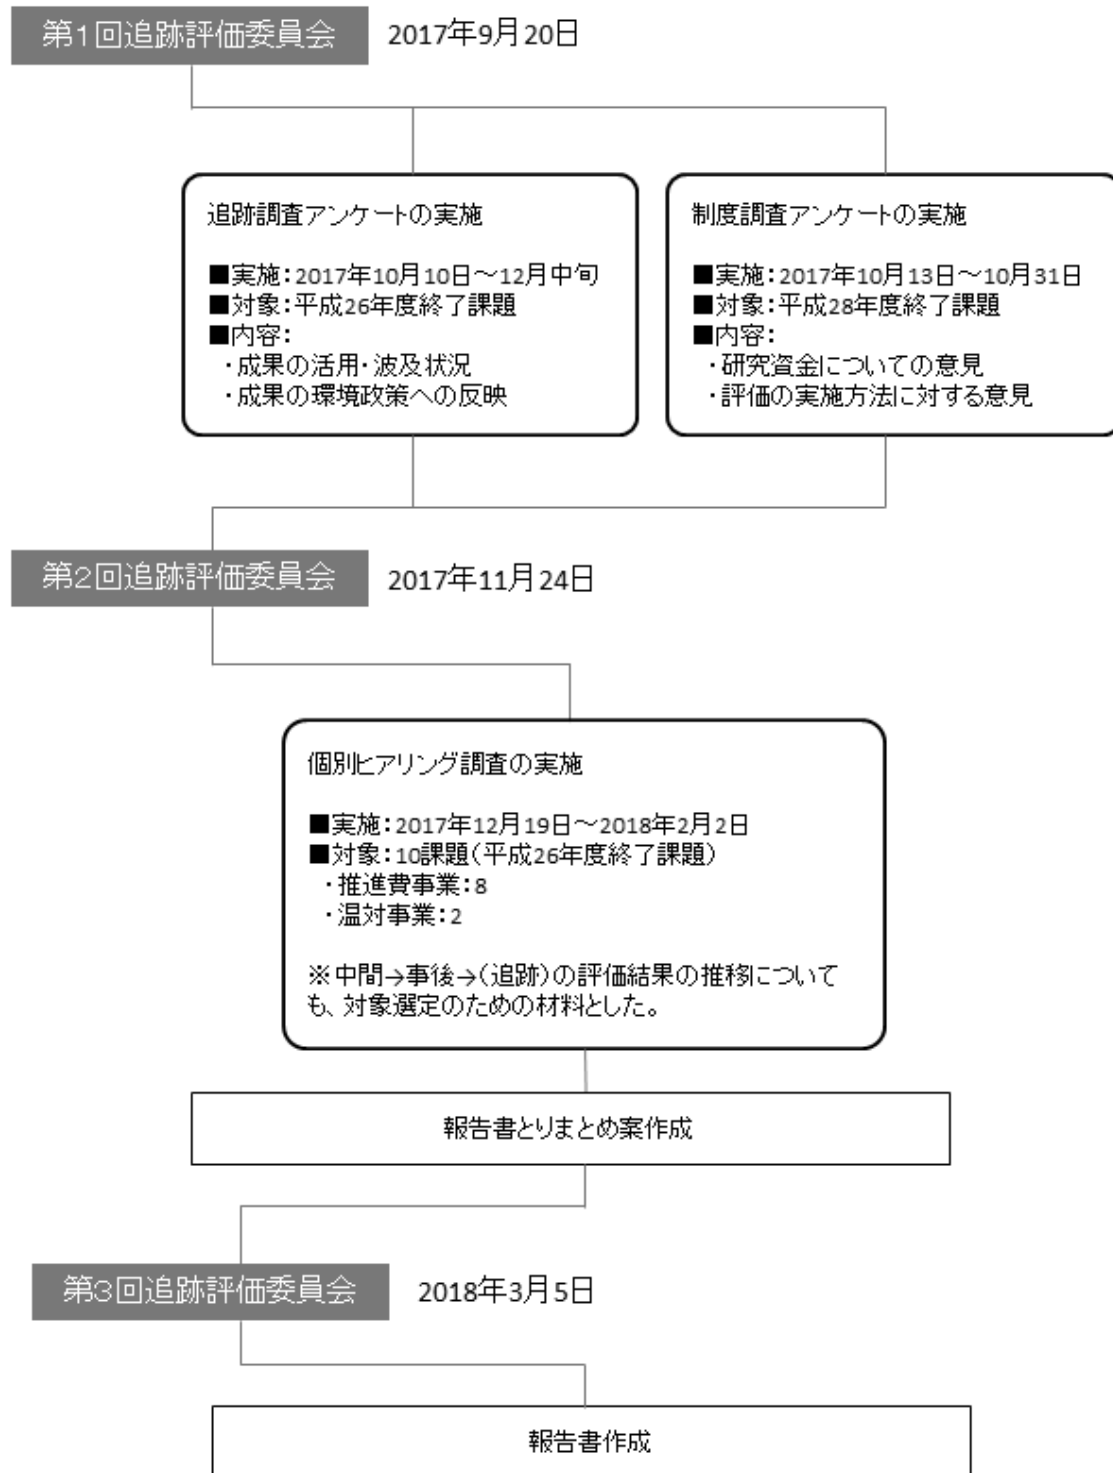 第1回追跡評価委員会 2017年9月20日
追跡調査アンケートの実施
■実施：2017年10月10日～12月中旬
■対象：平成26年度終了課題
■内容：
・成果の活用・波及状況
・成果の環境政策への反映
制度調査アンケートの実施
■実施：2017年10月13日～10月31日
■対象：平成28年度終了課題
■内容：
・研究資金についての意見
・評価の実施方法に対する意見
第2回追跡評価委員会 2017年11月24日
個別ヒアリング調査の実施
■実施：2017年12月19日～2018年2月2日
■対象：10課題（平成26年度終了課題）
・推進費事業：8
・温対事業：2
※中間→事後→（追跡）の評価結果の推移について
も、対象選定のための材料とした。
報告書とりまとめ案作成
第3回追跡評価委員会 2018年3月5日
報告書作成